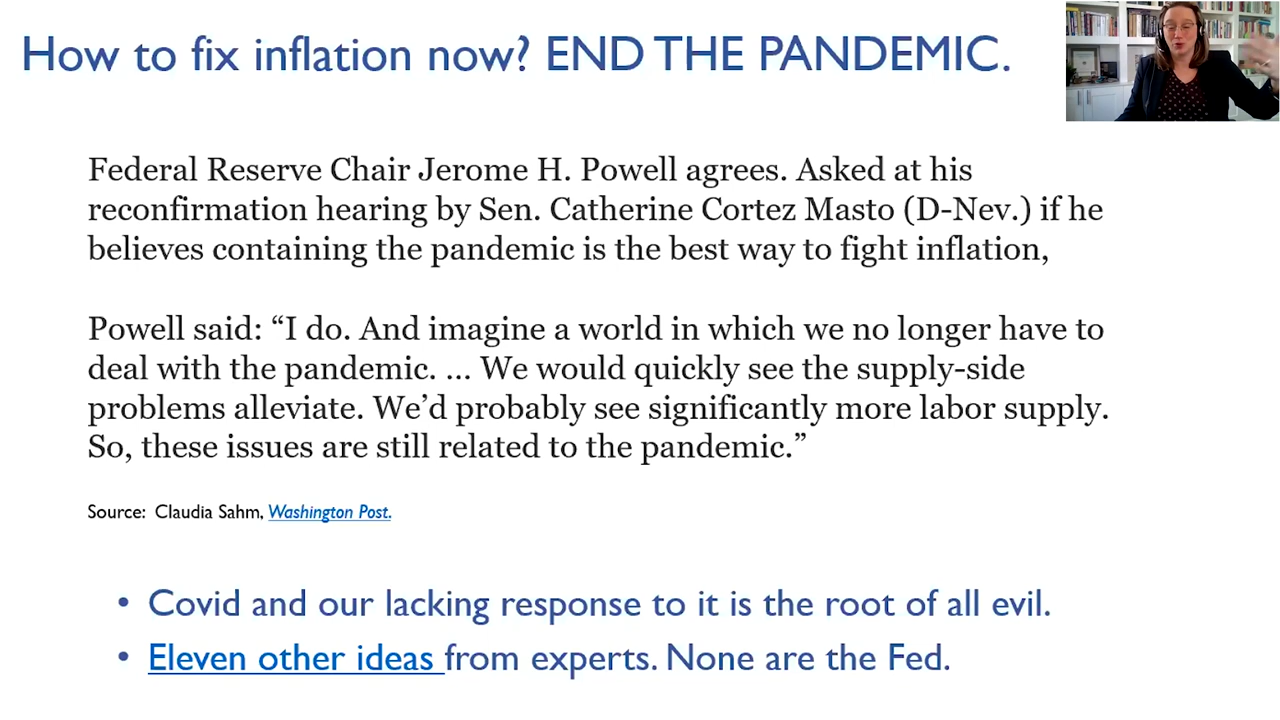 How to fix inflation now? END THE PANDEMIC.
Federal Reserve Chair Jerome H. Powell agrees. Asked at his
reconfirmation hearing by Sen. Catherine Cortez Masto (D-Nev.) if he
believes containing the pandemic is the best way to fight inflation,
Powell said: “I do. And imagine a world in which we no longer have to
deal with the pandemic. ... We would quickly see the supply-side
problems alleviate. We’d probably see significantly more labor supply.
So, these issues are still related to the pandemic.”
Source: Claudia Sahm, Washington Post.
• Covid and our lacking response to it is the root of all evil.
• Eleven other ideas from experts. None are the Fed.